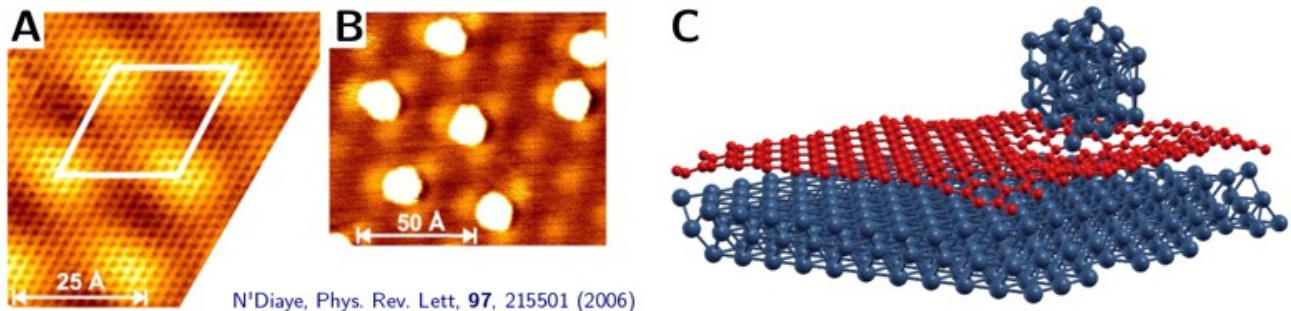 A
B
C
25 Å
50 Å
N'Diaye, Phys. Rev. Lett, 97, 215501 (2006)